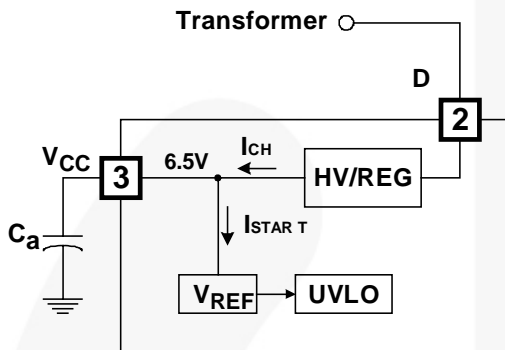 Transformer
D
2
VCC
3
6.5V
ICH
HV/REG
Ca
ISTAR T
VREF
UVLO